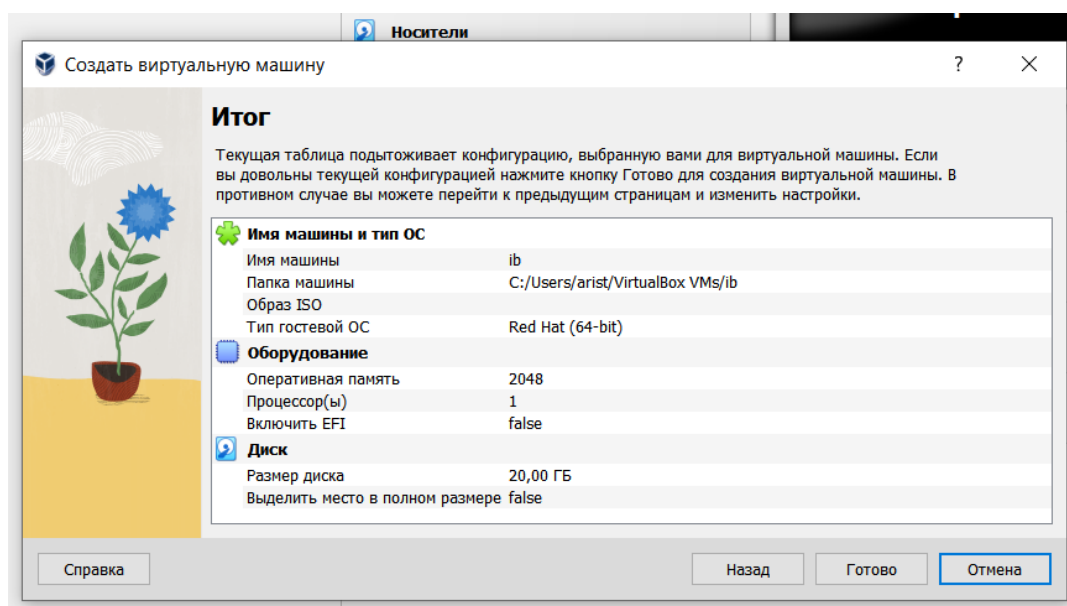 Носители
Создать виртуальную машину
?
Итог
Текущая таблица подытоживает конфигурацию, выбранную вами для виртуальной машины. Если
вы довольны текущей конфигурацией нажмите кнопку Готово для создания виртуальной машины. В
противном случае вы можете перейти к предыдущим страницам и изменить настройки.
Имя машины и тип ОС
Имя машины ib
Папка машины C:/Users/arist/VirtualBox VMs/ib
Образ ISO
Тип гостевой ОС Red Hat (64-bit)
Оборудование
Оперативная память 2048
Процессор(ы) 1
Включить EFI false
Диск
Размер диска 20,00 ГБ
Выделить место в полном размере false
Справка Назад Готово Отмена